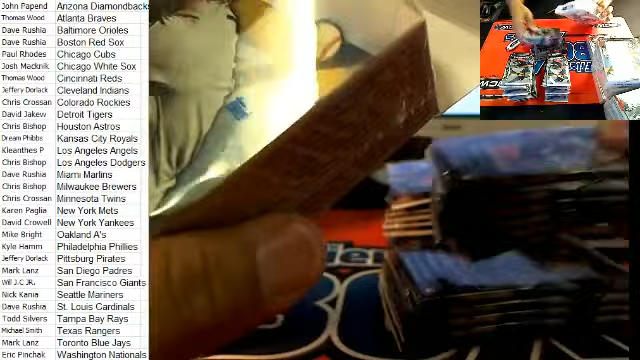 John Papend Arizona Diamondbacks
Thomas Wood Atlanta Braves
Dave Rushia Baltimore Orioles
Dave Rushia Boston Red Sox
Paul Rhodes Chicago Cubs
Josh Macknik Chicago White Sox
Thomas Wood Cincinnati Reds
Jeffery Dorlack Cleveland Indians
Chris Crossan Colorado Rockies
David Jakew Detroit Tigers
Chris Bishop Houston Astros
Dream Phibbs Kansas City Royals
Kleanthes P Los Angeles Angels
Chris Bishop Los Angeles Dodgers
Dave Rushia Miami Marlins
Chris Bishop Milwaukee Brewers
Chris Crossan Minnesota Twins
Karen Paglia New York Mets
David Crowell New York Yankees
Mike Bright Oakland A's
Kyle Hamm Philadelphia Phillies
Jeffery Dorlack Pittsburg Pirates
Mark Lanz San Diego Padres
Will J.C JR. San Francisco Giants
Nick Kania Seattle Mariners
Dave Rushia St. Louis Cardinals
Todd Silvers Tampa Bay Rays
Michael Smith Texas Rangers
Mark Lanz Toronto Blue Jays
Eric Pinchak Washington Nationals